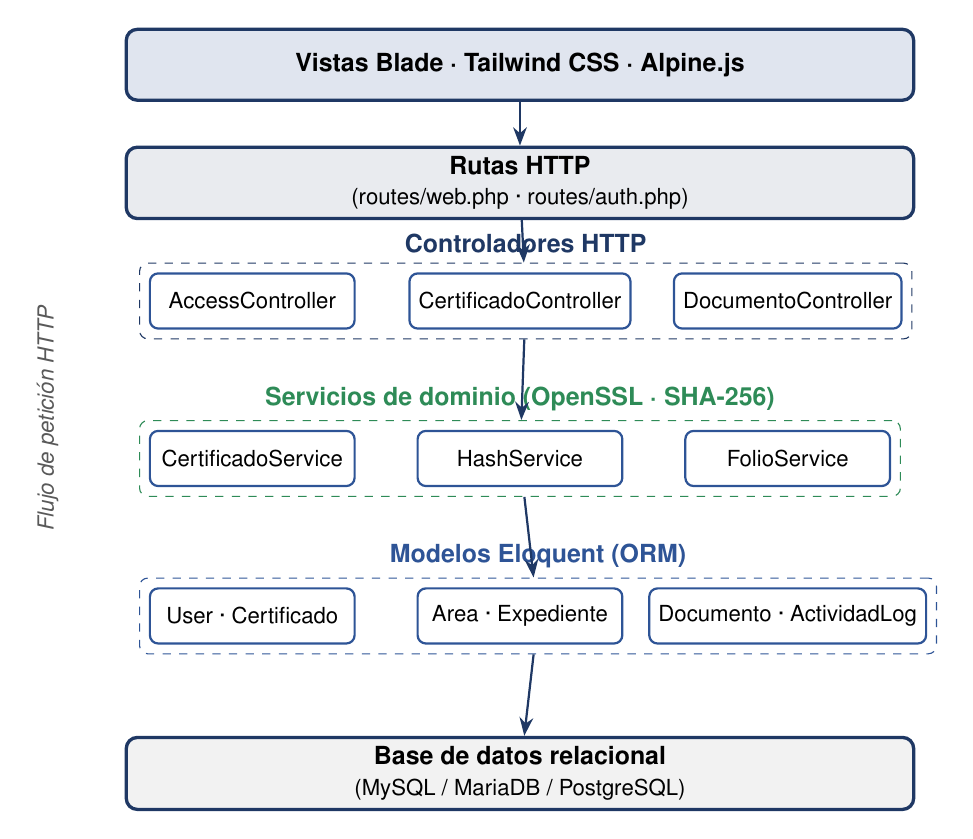 Vistas Blade · Tailwind CSS · Alpine.js
Rutas HTTP
(routes/web.php · routes/auth.php)
Controladores HTTP
AccessController
CertificadoController
DocumentoController
Flujo de petición HTTP
Servicios de dominio (OpenSSL · SHA-256)
CertificadoService
HashService
FolioService
Modelos Eloquent (ORM)
User · Certificado
Area · Expediente
Documento · ActividadLog
Base de datos relacional
(MySQL / MariaDB / PostgreSQL)